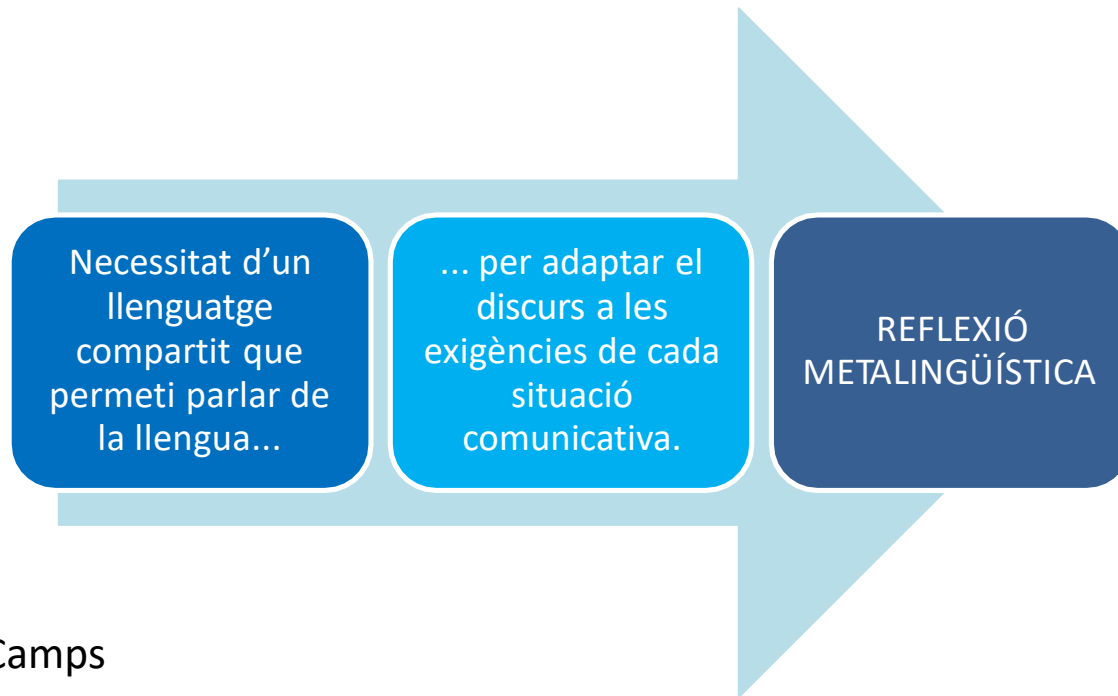 Necessitat d’un
llenguatge
compartit que
permeti parlar de
la llengua...
... per adaptar el
discurs a les
exigències de cada
situació
comunicativa.
REFLEXIÓ
METALINGÜÍSTICA
Camps